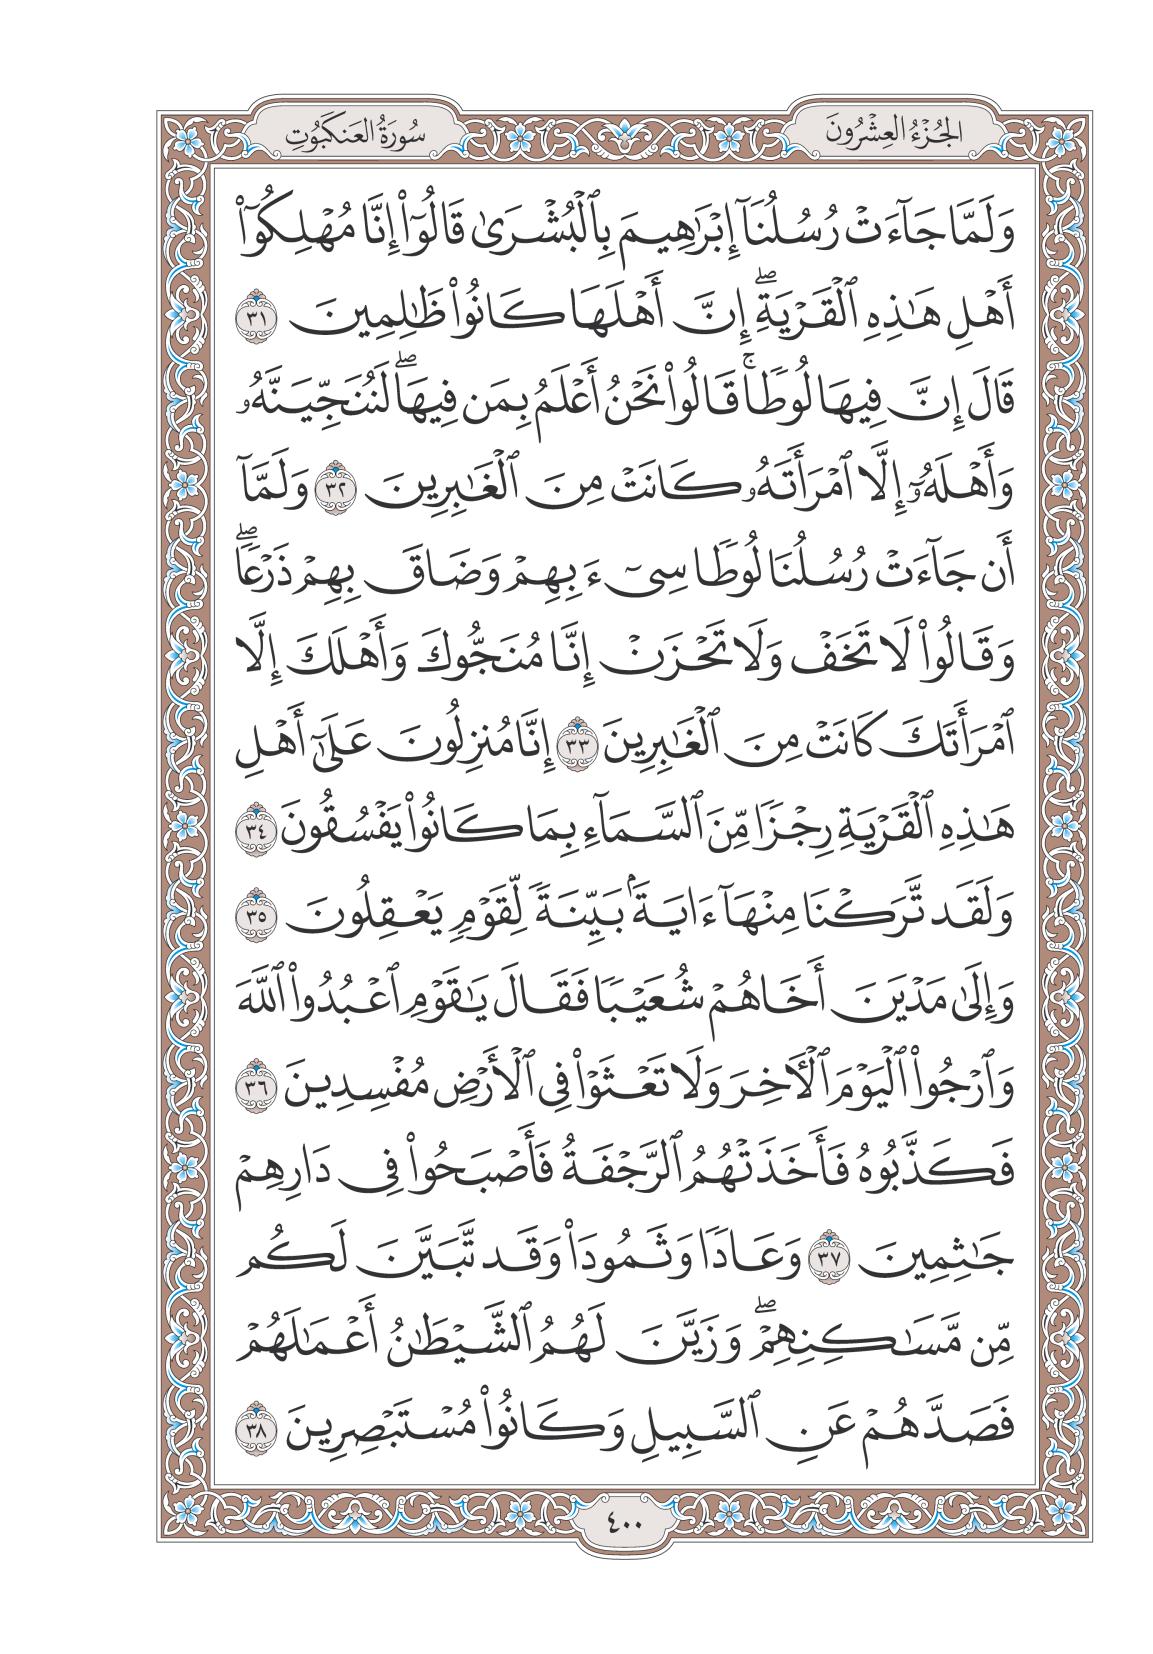 الجُزْءُ العِشْرُونَ
سُورَةُ العَنكَبُوتِ
وَلَمَّا جَآءَتْ رُسُلُنَآ إِبْرَٰهِيمَ بِٱلْبُشْرَىٰ قَالُوٓا۟ إِنَّا مُهْلِكُوٓا۟
أَهْلِ هَٰذِهِ ٱلْقَرْيَةِ ۖ إِنَّ أَهْلَهَا كَانُوا۟ ظَٰلِمِينَ ٣١
قَالَ إِنَّ فِيهَا لُوطًا ۚ قَالُوا۟ نَحْنُ أَعْلَمُ بِمَن فِيهَا ۖ لَنُنَجِّيَنَّهُۥ
وَأَهْلَهُۥٓ إِلَّا ٱمْرَأَتَهُۥ كَانَتْ مِنَ ٱلْغَٰبِرِينَ ٣٢ وَلَمَّآ
أَن جَآءَتْ رُسُلُنَا لُوطًا سِىٓءَ بِهِمْ وَضَاقَ بِهِمْ ذَرْعًا ۖ
وَقَالُوا۟ لَا تَخَفْ وَلَا تَحْزَنْ إِنَّا مُنَجُّوكَ وَأَهْلَكَ إِلَّا
ٱمْرَأَتَكَ كَانَتْ مِنَ ٱلْغَٰبِرِينَ ٣٣ إِنَّا مُنزِلُونَ عَلَىٰٓ أَهْلِ
هَٰذِهِ ٱلْقَرْيَةِ رِجْزًا مِّنَ ٱلسَّمَآءِ بِمَا كَانُوا۟ يَفْسُقُونَ ٣٤
وَلَقَد تَّرَكْنَا مِنْهَآ ءَايَةًۢ بَيِّنَةً لِّقَوْمٍ يَعْقِلُونَ ٣٥
وَإِلَىٰ مَدْيَنَ أَخَاهُمْ شُعَيْبًا فَقَالَ يَٰقَوْمِ ٱعْبُدُوا۟ ٱللَّهَ
وَٱرْجُوا۟ ٱلْيَوْمَ ٱلْـَٔاخِرَ وَلَا تَعْثَوْا۟ فِى ٱلْأَرْضِ مُفْسِدِينَ ٣٦
فَكَذَّبُوهُ فَأَخَذَتْهُمُ ٱلرَّجْفَةُ فَأَصْبَحُوا۟ فِى دَارِهِمْ
جَٰثِمِينَ ٣٧ وَعَادًا وَثَمُودَا۟ وَقَد تَّبَيَّنَ لَكُم
مِّن مَّسَٰكِنِهِمْ ۖ وَزَيَّنَ لَهُمُ ٱلشَّيْطَٰنُ أَعْمَٰلَهُمْ
فَصَدَّهُمْ عَنِ ٱلسَّبِيلِ وَكَانُوا۟ مُسْتَبْصِرِينَ ٣٨
٤٠٠